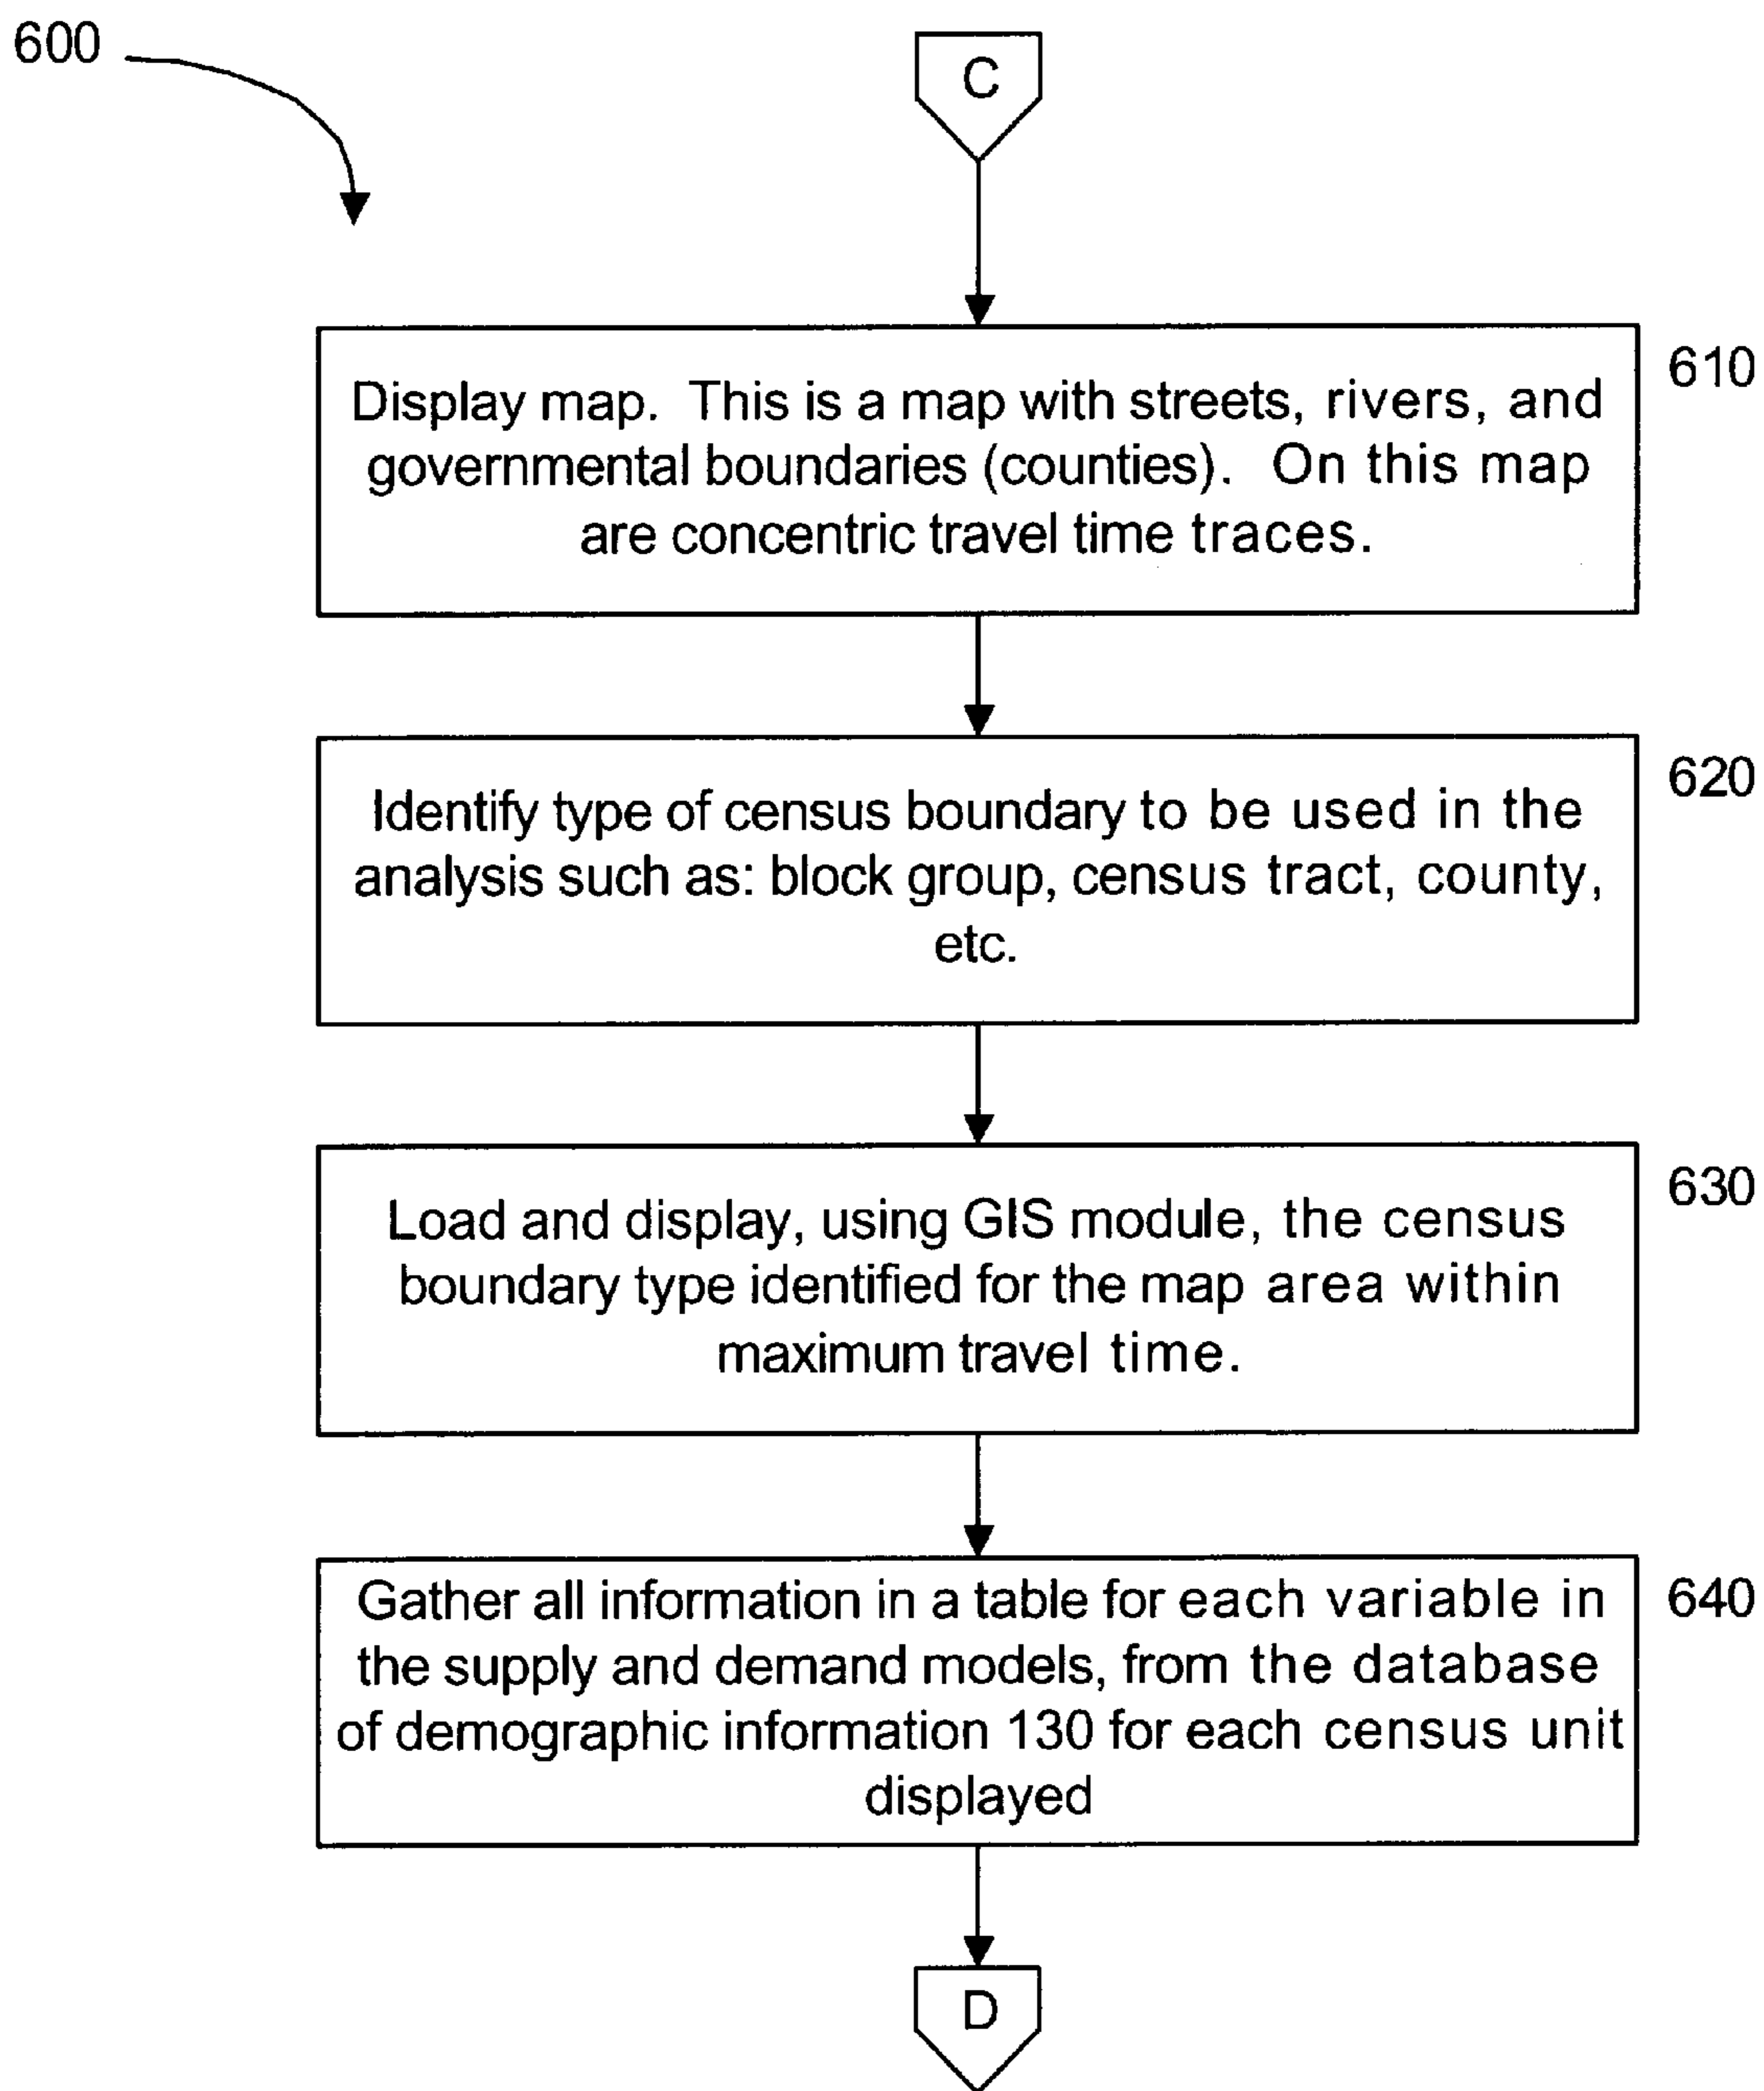 600
C
610
Display map. This is a map with streets, rivers, and
governmental boundaries (counties). On this map
are concentric travel time traces.
620
Identify type of census boundary to be used in the
analysis such as: block group, census tract, county,
etc.
630
Load and display, using GIS module, the census
boundary type identified for the map area within
maximum travel time.
640
Gather all information in a table for each variable in
the supply and demand models, from the database
of demographic information 130 for each census unit
displayed
D